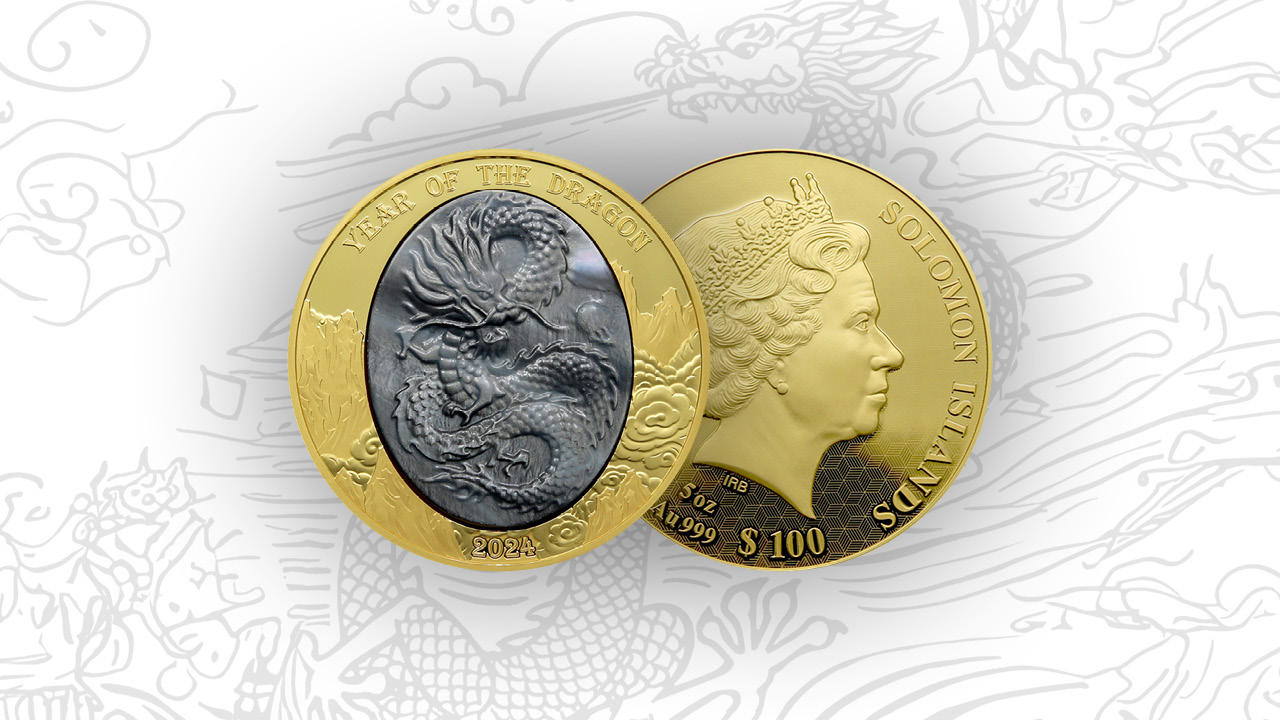 YEAR OF THE DRAGON
2024
SOLOMON ISLANDS
IRB
5 oz
Au 999
$ 100